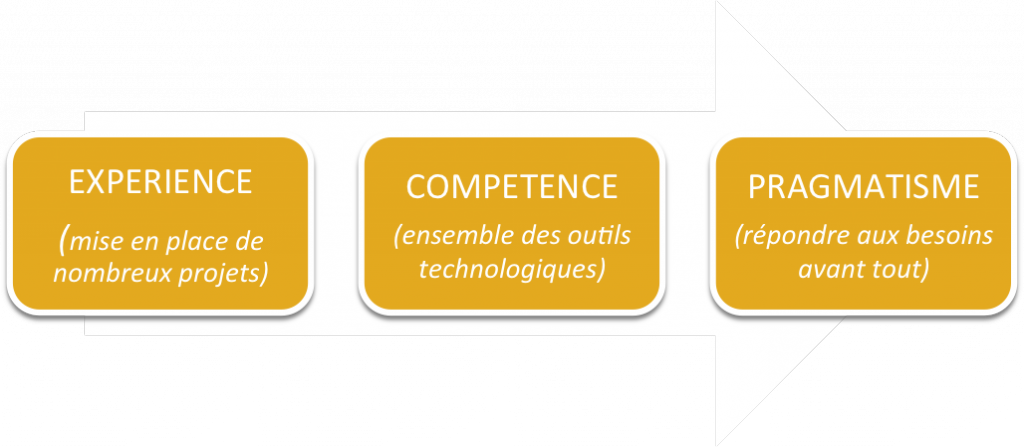 EXPERIENCE
(mise en place de
nombreux projets)
COMPETENCE
(ensemble des outils
technologiques)
PRAGMATISME
(répondre aux besoins
avant tout)